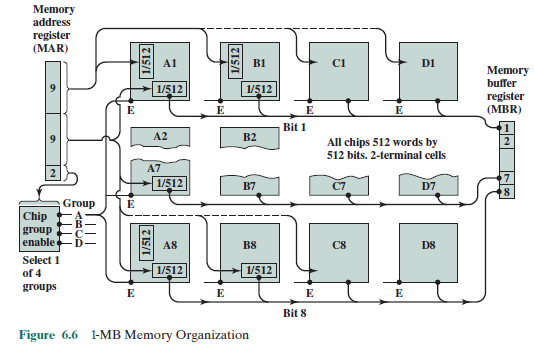 Memory
address
register
(MAR)
9
9
2
1/512
A1
1/512
E
1/512
B1
1/512
E
C1
E
D1
E
Memory
buffer
register
(MBR)
1
2
7
8
Bit 1
A2
B2
All chips 512 words by
512 bits. 2-terminal cells
A7
1/512
E
B7
C7
D7
Group
A
B
C
D
Chip
group
enable
Select 1
of 4
groups
1/512
A8
1/512
E
B8
1/512
E
C8
E
D8
E
Bit 8
Figure 6.6 1-MB Memory Organization